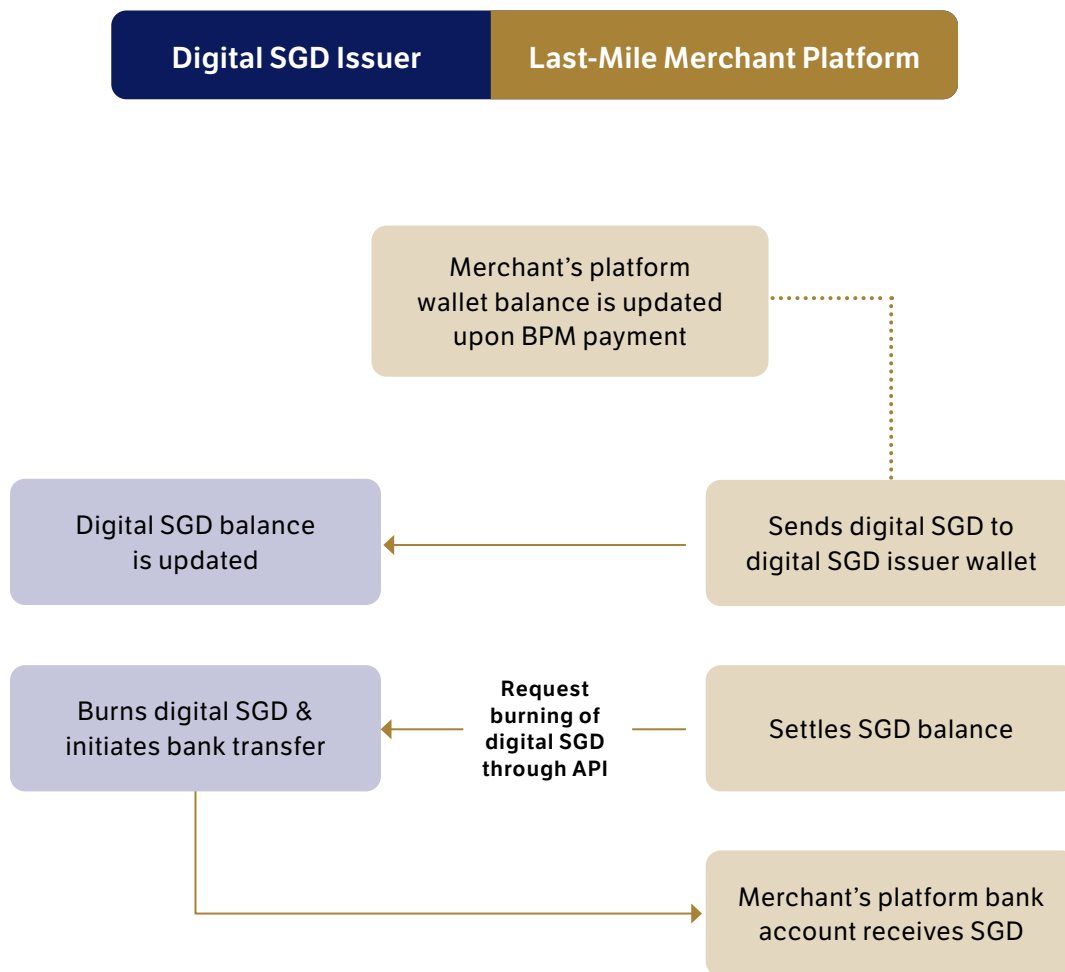 Digital SGD Issuer
Last-Mile Merchant Platform
Merchant’s platform
wallet balance is updated
upon BPM payment
Digital SGD balance
is updated
Sends digital SGD to
digital SGD issuer wallet
Burns digital SGD &
initiates bank transfer
Request
burning of
digital SGD
through API
Settles SGD balance
Merchant’s platform bank
account receives SGD